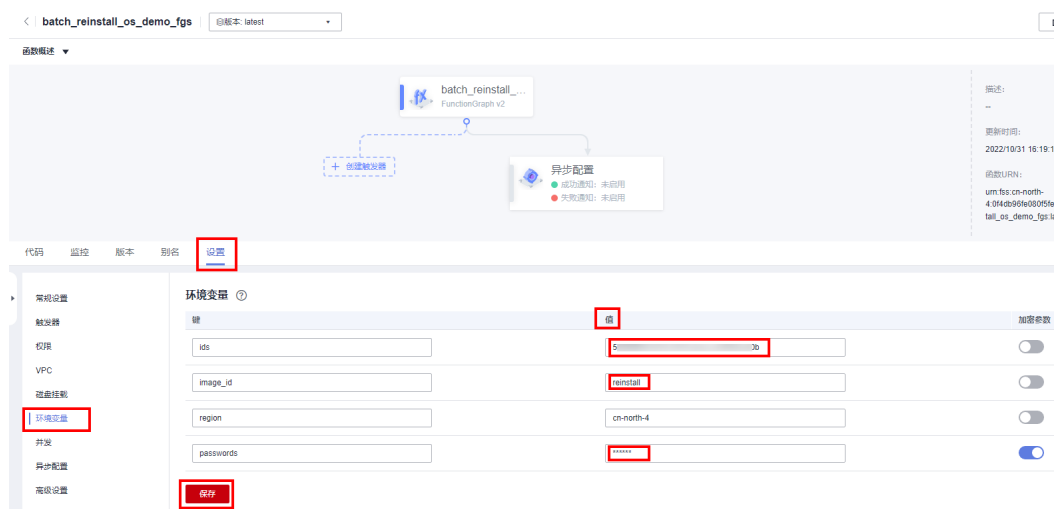 batch_reinstall_os_demo_fgs
版本: latest
函数概述
batch_reinstall_...
FunctionGraph v2
创建触发器
异步配置
成功通知: 未启用
失败通知: 未启用
描述:
--
更新时间:
2022/10/31 16:19:1
函数URN:
urn:fss:cn-north-
4:0f4db96fe080f5fe
tall_os_demo_fgs:la
代码 监控 版本 别名 设置
常规设置
触发器
权限
VPC
磁盘挂载
环境变量
并发
异步配置
高级设置
环境变量
键 值 加密参数
ids
image_id reinstall
region cn-north-4
passwords ******
保存